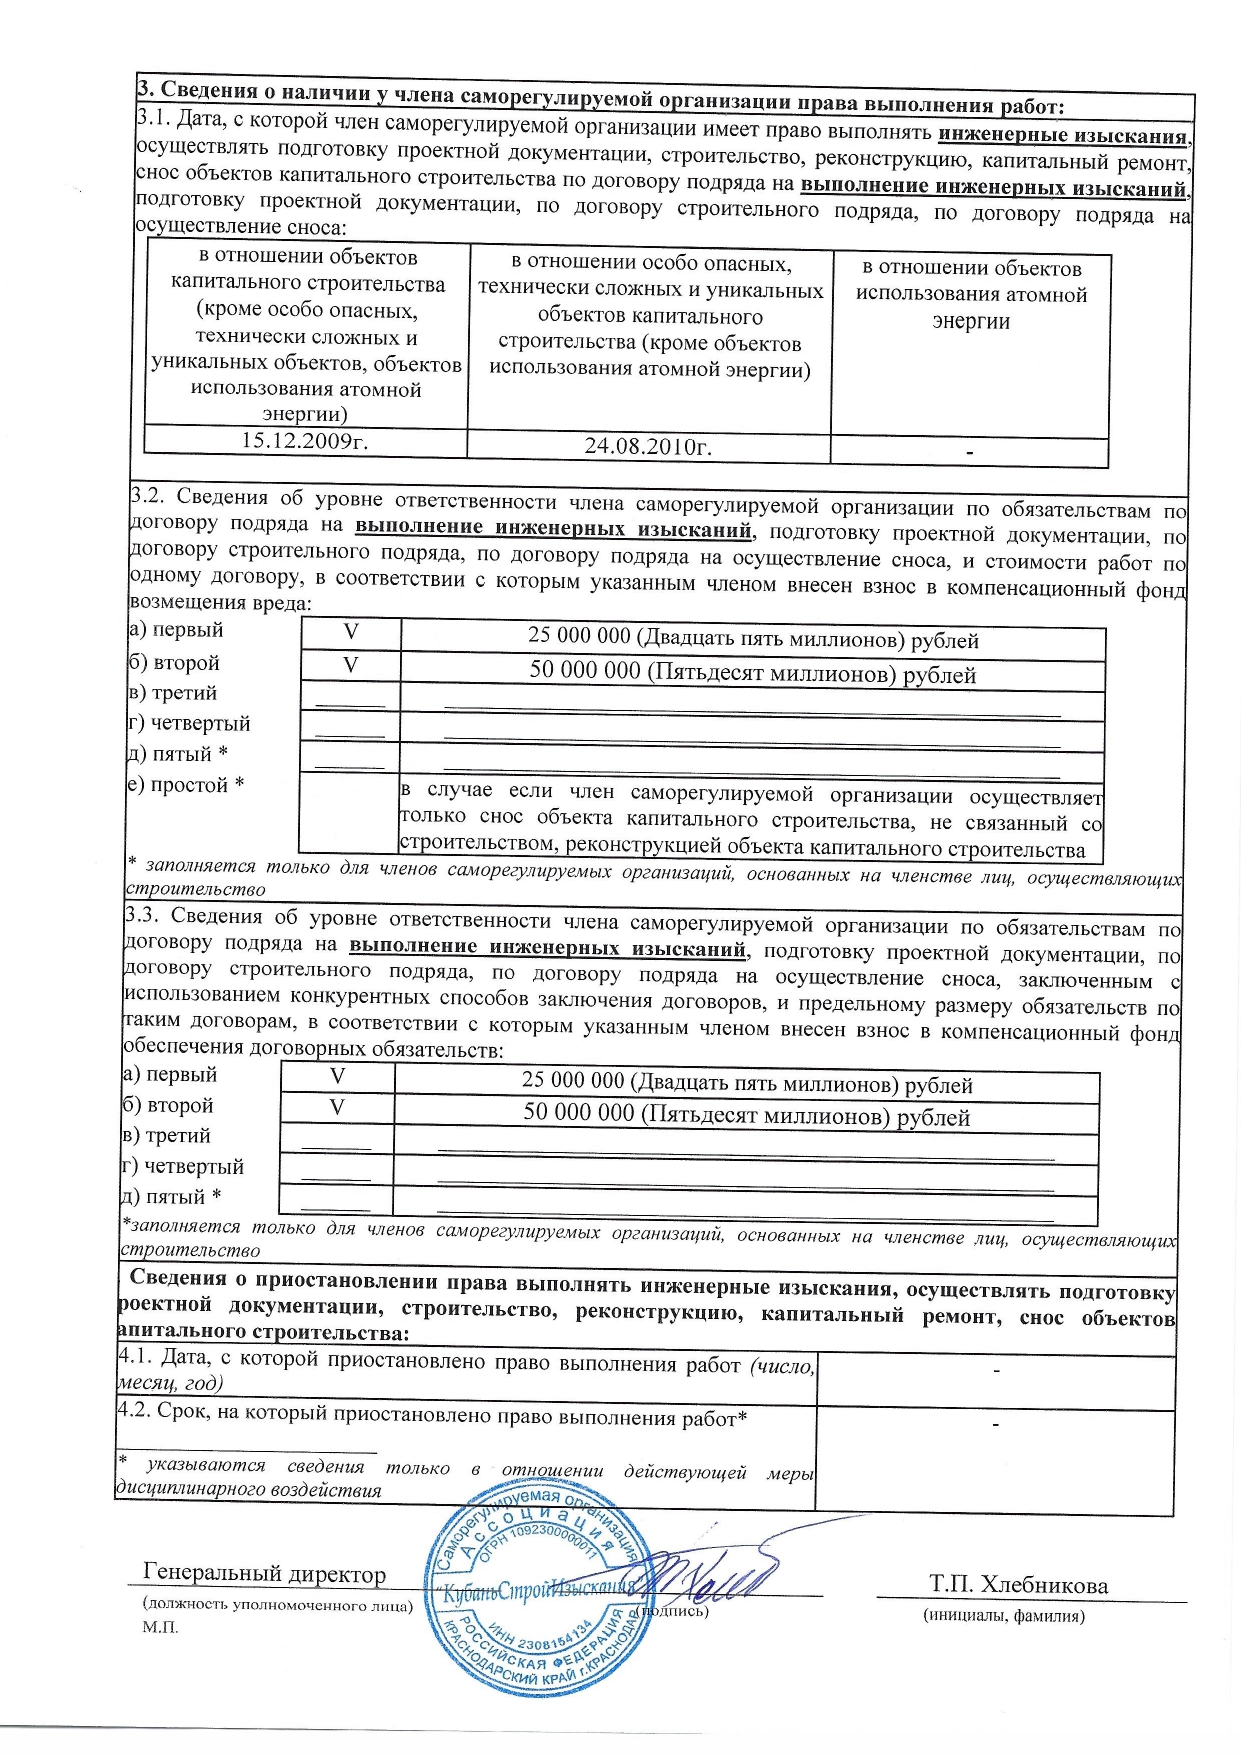 3. Сведения о наличии у члена саморегулируемой организации права выполнения работ:
3.1. Дата, с которой член саморегулируемой организации имеет право выполнять инженерные изыскания,
осуществлять подготовку проектной документации, строительство, реконструкцию, капитальный ремонт,
снос объектов капитального строительства по договору подряда на выполнение инженерных изысканий,
подготовку проектной документации, по договору строительного подряда, по договору подряда на
осуществление сноса:
в отношении объектов
капитального строительства
(кроме особо опасных,
технически сложных и
уникальных объектов, объектов
использования атомной
энергии)
в отношении особо опасных,
технически сложных и уникальных
объектов капитального
строительства (кроме объектов
использования атомной энергии)
в отношении объектов
использования атомной
энергии
15.12.2009г.
24.08.2010г.
-
3.2. Сведения об уровне ответственности члена саморегулируемой организации по обязательствам по
договору подряда на выполнение инженерных изысканий, подготовку проектной документации, по
договору строительного подряда, по договору подряда на осуществление сноса, и стоимости работ по
одному договору, в соответствии с которым указанным членом внесен взнос в компенсационный фонд
возмещения вреда:
а) первый V 25 000 000 (Двадцать пять миллионов) рублей
б) второй V 50 000 000 (Пятьдесят миллионов) рублей
в) третий
г) четвертый
д) пятый *
е) простой *
в случае если член саморегулируемой организации осуществляет
только снос объекта капитального строительства, не связанный со
строительством, реконструкцией объекта капитального строительства
* заполняется только для членов саморегулируемых организаций, основанных на членстве лиц, осуществляющих
строительство
3.3. Сведения об уровне ответственности члена саморегулируемой организации по обязательствам по
договору подряда на выполнение инженерных изысканий, подготовку проектной документации, по
договору строительного подряда, по договору подряда на осуществление сноса, заключенным с
использованием конкурентных способов заключения договоров, и предельному размеру обязательств по
таким договорам, в соответствии с которым указанным членом внесен взнос в компенсационный фонд
обеспечения договорных обязательств:
а) первый V 25 000 000 (Двадцать пять миллионов) рублей
б) второй V 50 000 000 (Пятьдесят миллионов) рублей
в) третий
г) четвертый
д) пятый *
*заполняется только для членов саморегулируемых организаций, основанных на членстве лиц, осуществляющих
строительство
Сведения о приостановлении права выполнять инженерные изыскания, осуществлять подготовку
роектной документации, строительство, реконструкцию, капитальный ремонт, снос объектов
апитального строительства:
4.1. Дата, с которой приостановлено право выполнения работ (число,
месяц, год)
-
4.2. Срок, на который приостановлено право выполнения работ*
-
* указываются сведения только в отношении действующей меры
дисциплинарного воздействия
Саморегулируемая организация
Ассоциация
ОГРН 1092300000011
"КубаньСтройИзыскания"
ИНН 2308154134
РОССИЙСКАЯ ФЕДЕРАЦИЯ
КРАСНОДАРСКИЙ КРАЙ г.КРАСНОДАР
Генеральный директор
Т.П. Хлебникова
(должность уполномоченного лица)
(подпись)
(инициалы, фамилия)
М.П.